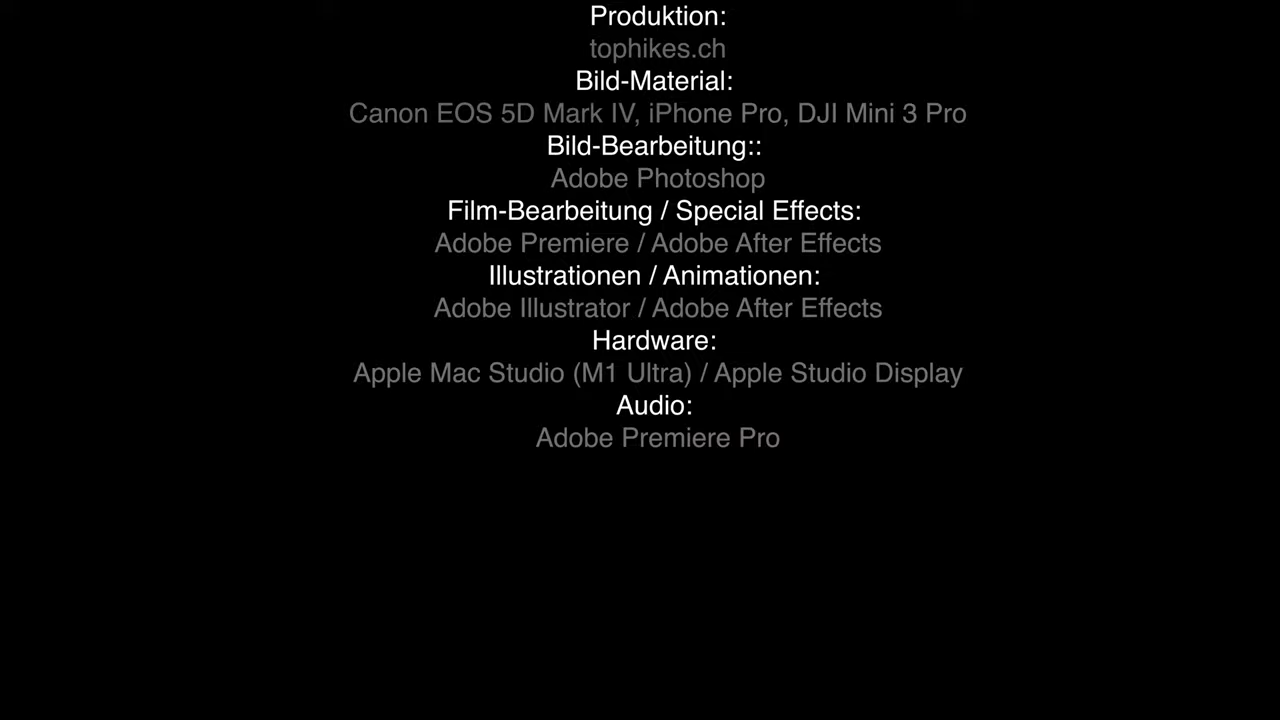 Produktion:
tophikes.ch
Bild-Material:
Canon EOS 5D Mark IV, iPhone Pro, DJI Mini 3 Pro
Bild-Bearbeitung::
Adobe Photoshop
Film-Bearbeitung / Special Effects:
Adobe Premiere / Adobe After Effects
Illustrationen / Animationen:
Adobe Illustrator / Adobe After Effects
Hardware:
Apple Mac Studio (M1 Ultra) / Apple Studio Display
Audio:
Adobe Premiere Pro